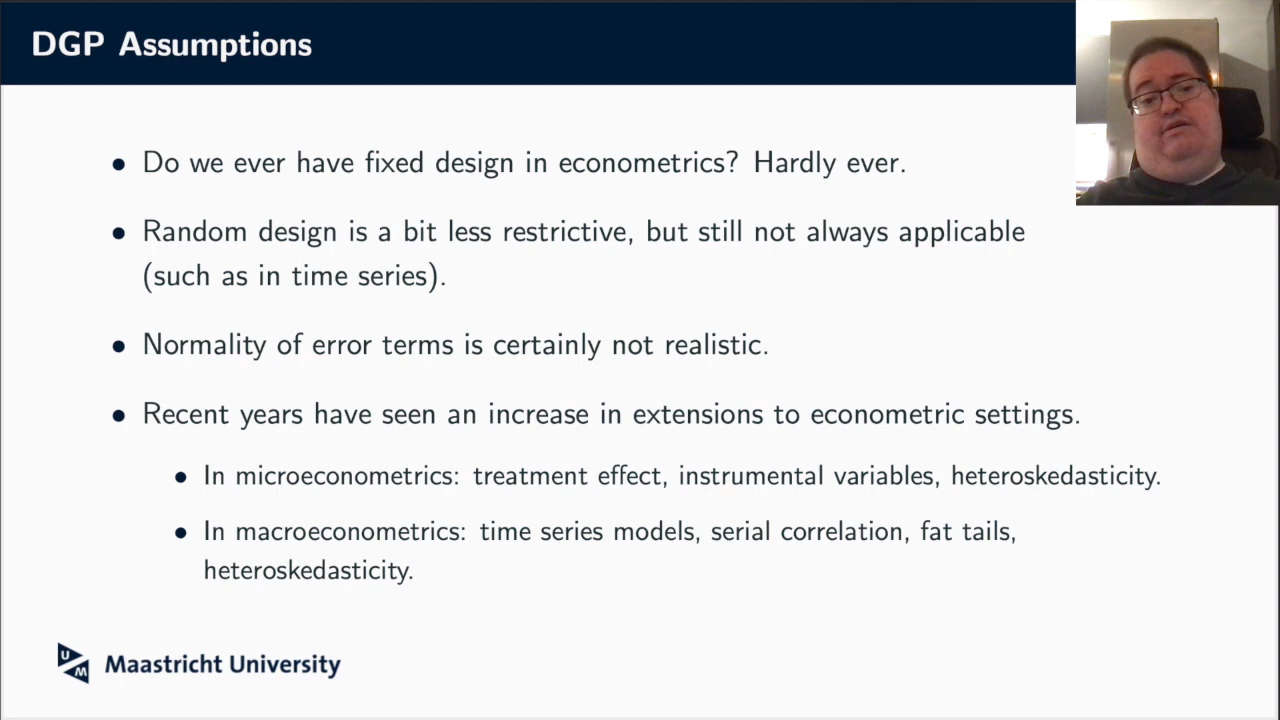 DGP Assumptions
• Do we ever have fixed design in econometrics? Hardly ever.
• Random design is a bit less restrictive, but still not always applicable
(such as in time series).
• Normality of error terms is certainly not realistic.
• Recent years have seen an increase in extensions to econometric settings.
• In microeconometrics: treatment effect, instrumental variables, heteroskedasticity.
• In macroeconometrics: time series models, serial correlation, fat tails,
heteroskedasticity.
UM Maastricht University